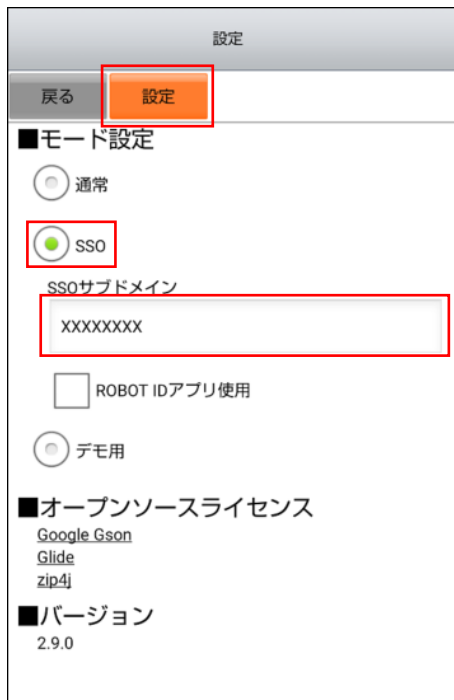 設定
戻る 設定
■モード設定
通常
SSO
SSOサブドメイン
XXXXXXXX
ROBOT IDアプリ使用
デモ用
■オープンソースライセンス
Google Gson
Glide
zip4j
■バージョン
2.9.0